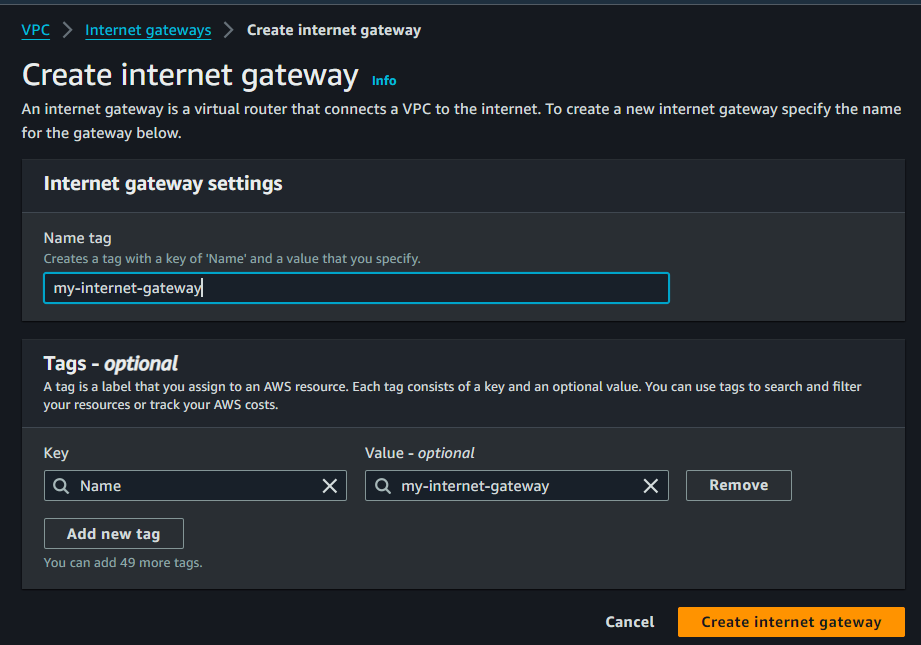 VPC > Internet gateways > Create internet gateway
Create internet gateway Info
An internet gateway is a virtual router that connects a VPC to the internet. To create a new internet gateway specify the name
for the gateway below.
Internet gateway settings
Name tag
Creates a tag with a key of 'Name' and a value that you specify.
my-internet-gateway
Tags - optional
A tag is a label that you assign to an AWS resource. Each tag consists of a key and an optional value. You can use tags to search and filter
your resources or track your AWS costs.
Key Value - optional
Name my-internet-gateway Remove
Add new tag
You can add 49 more tags.
Cancel Create internet gateway